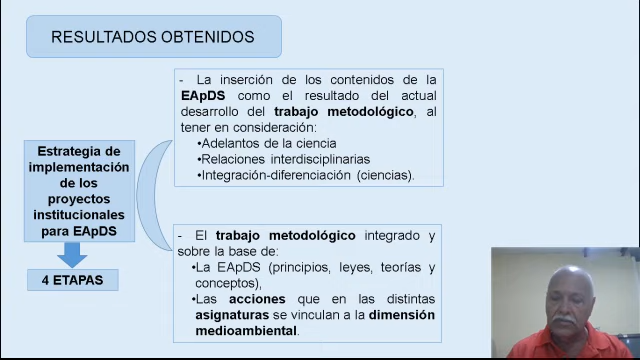 RESULTADOS OBTENIDOS
- La inserción de los contenidos de la
EApDS como el resultado del actual
desarrollo del trabajo metodológico, al
tener en consideración:
•Adelantos de la ciencia
•Relaciones interdisciplinarias
•Integración-diferenciación (ciencias).
Estrategia de
implementación
de los
proyectos
institucionales
para EApDS
4 ETAPAS
- El trabajo metodológico integrado y
sobre la base de:
•La EApDS (principios, leyes, teorías y
conceptos),
•Las acciones que en las distintas
asignaturas se vinculan a la dimensión
medioambiental.